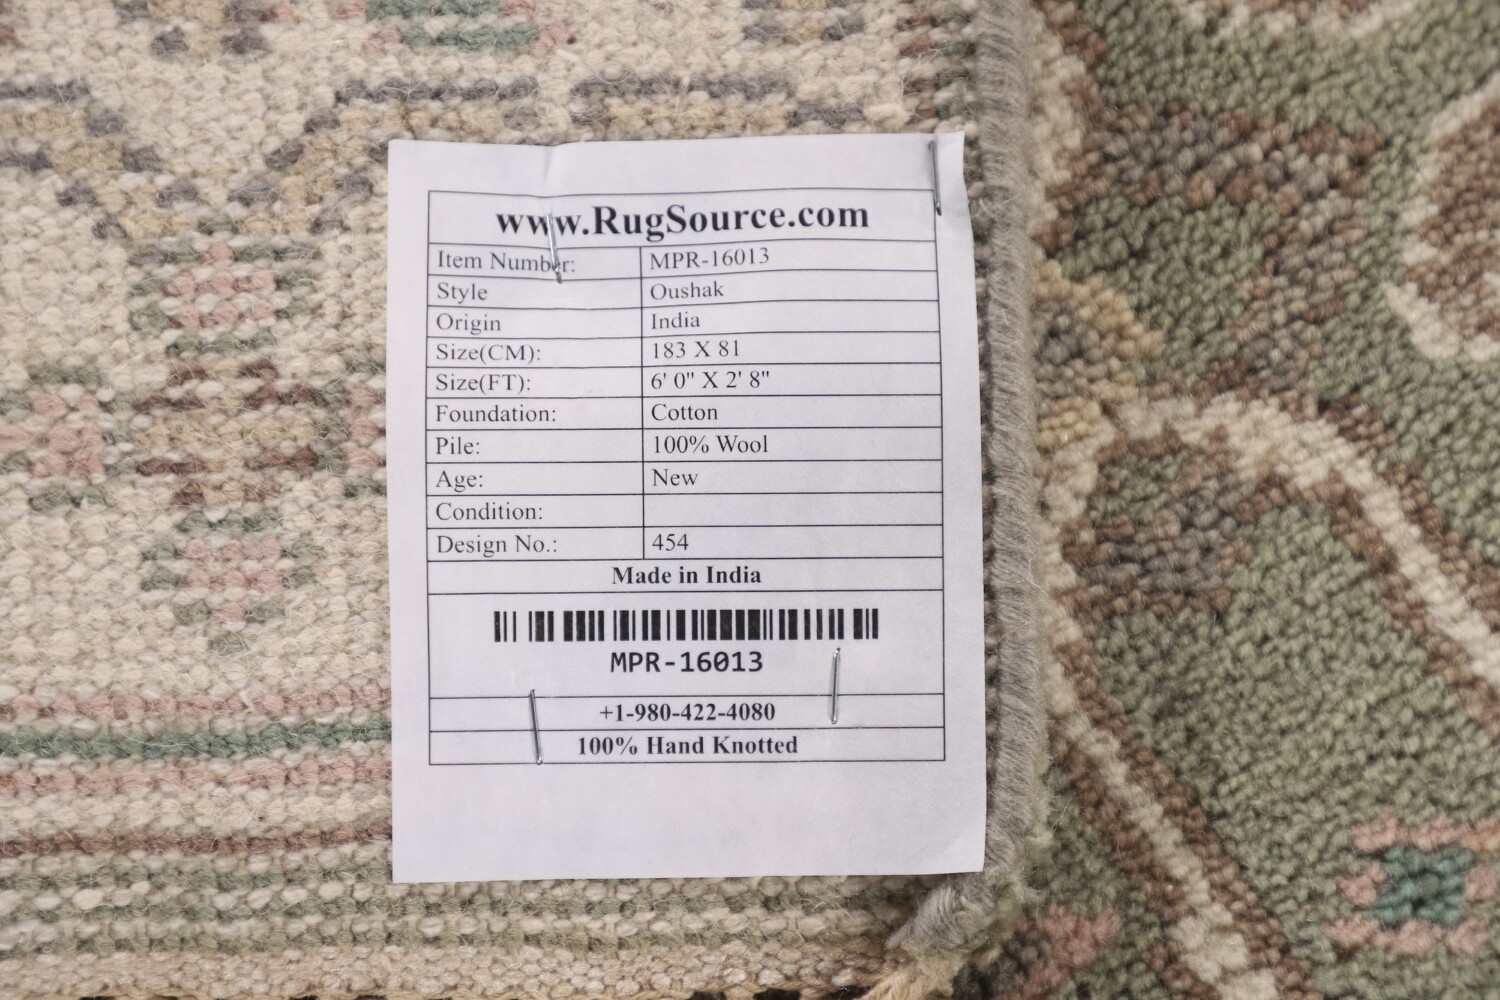 www.RugSource.com
Item Number: MPR-16013
Style Oushak
Origin India
Size(CM): 183 X 81
Size(FT): 6' 0" X 2' 8"
Foundation: Cotton
Pile: 100% Wool
Age: New
Condition:
Design No.: 454
Made in India
MPR-16013
+1-980-422-4080
100% Hand Knotted